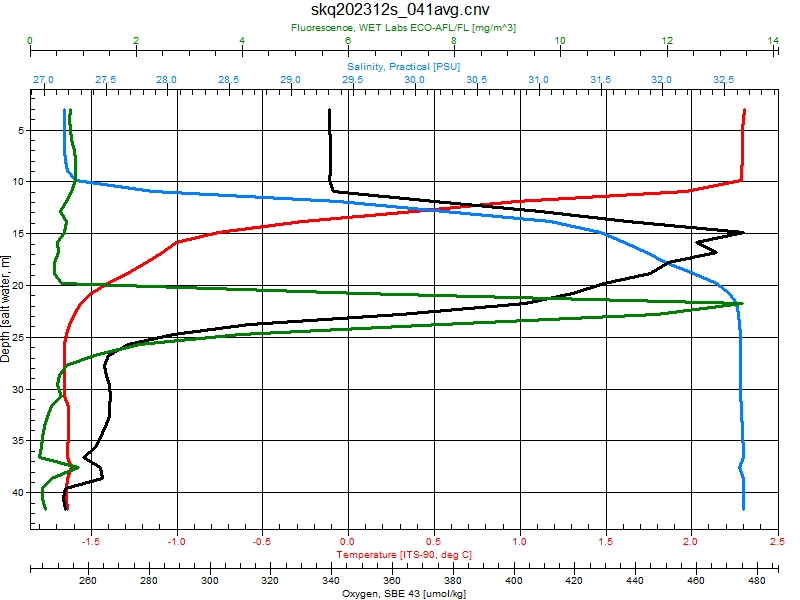 skq202312s_041avg.cnv
Fluorescence, WET Labs ECO-AFL/FL [mg/m^3]
0 2 4 6 8 10 12 14
Salinity, Practical [PSU]
27.0 27.5 28.0 28.5 29.0 29.5 30.0 30.5 31.0 31.5 32.0 32.5
Depth [salt water, m]
5
10
15
20
25
30
35
40
-1.5 -1.0 -0.5 0.0 0.5 1.0 1.5 2.0 2.5
Temperature [ITS-90, deg C]
260 280 300 320 340 360 380 400 420 440 460 480
Oxygen, SBE 43 [umol/kg]